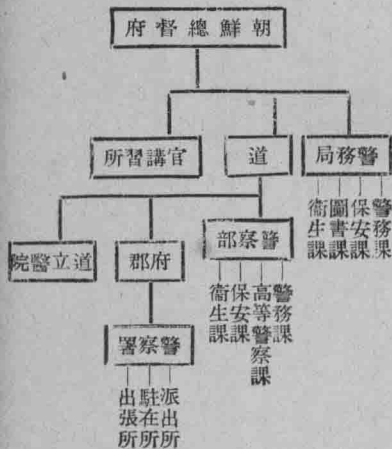 朝鮮總督府
警務局
道
官講習所
警務課
保安課
圖書課
衞生課
警察部
府郡
道立醫院
警務課
高等警察課
保安課
衞生課
警察署
派出所
駐在所
出張所